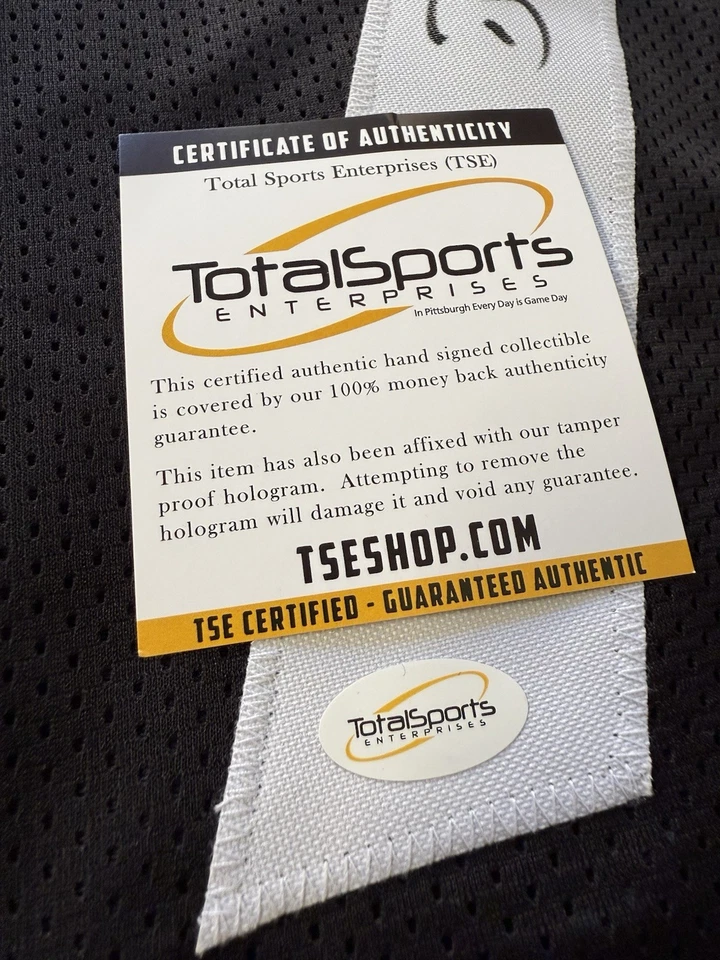 CERTIFICATE OF AUTHENTICITY
Total Sports Enterprises (TSE)
TotalSports
ENTERPRISES
In Pittsburgh Every Day is Game Day
This certified authentic hand signed collectible
is covered by our 100% money back authenticity
guarantee.
This item has also been affixed with our tamper
proof hologram. Attempting to remove the
hologram will damage it and void any guarantee.
TSESHOP.COM
TSE CERTIFIED - GUARANTEED AUTHENTIC
TotalSports
ENTERPRISES